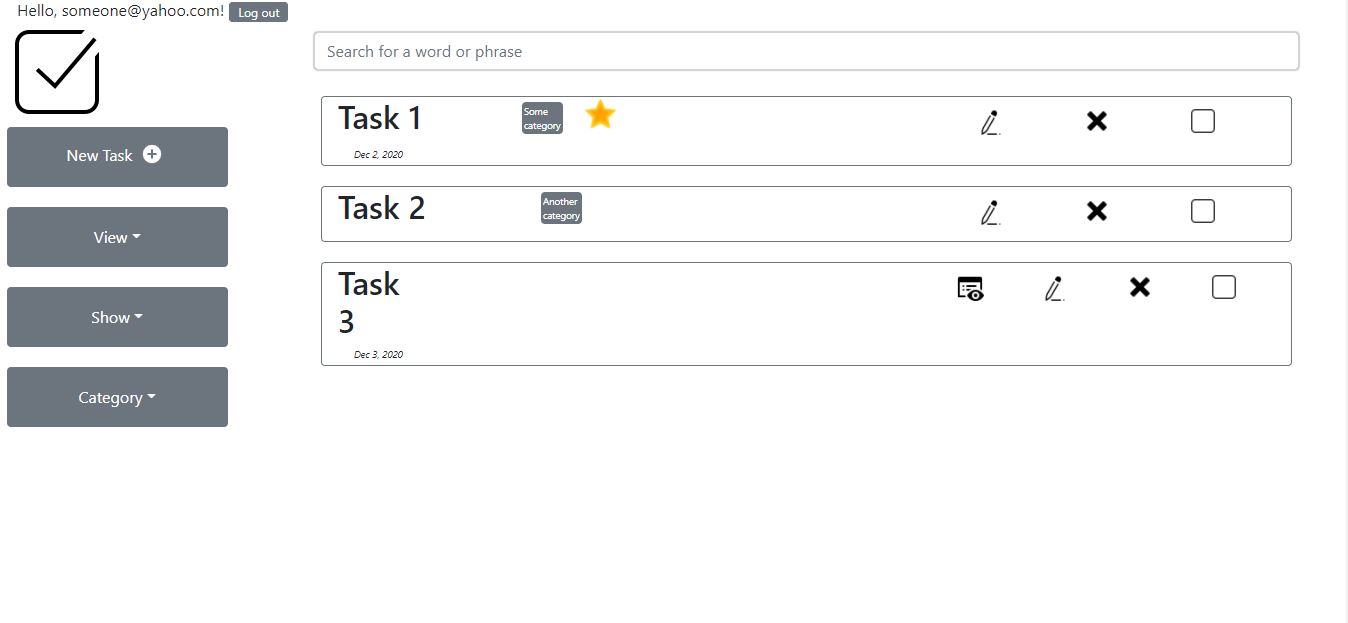 Hello, someone@yahoo.com! Log out
Search for a word or phrase
New Task
View
Show
Category
Task 1
Some
category
Dec 2, 2020
Task 2
Another
category
Task
3
Dec 3, 2020